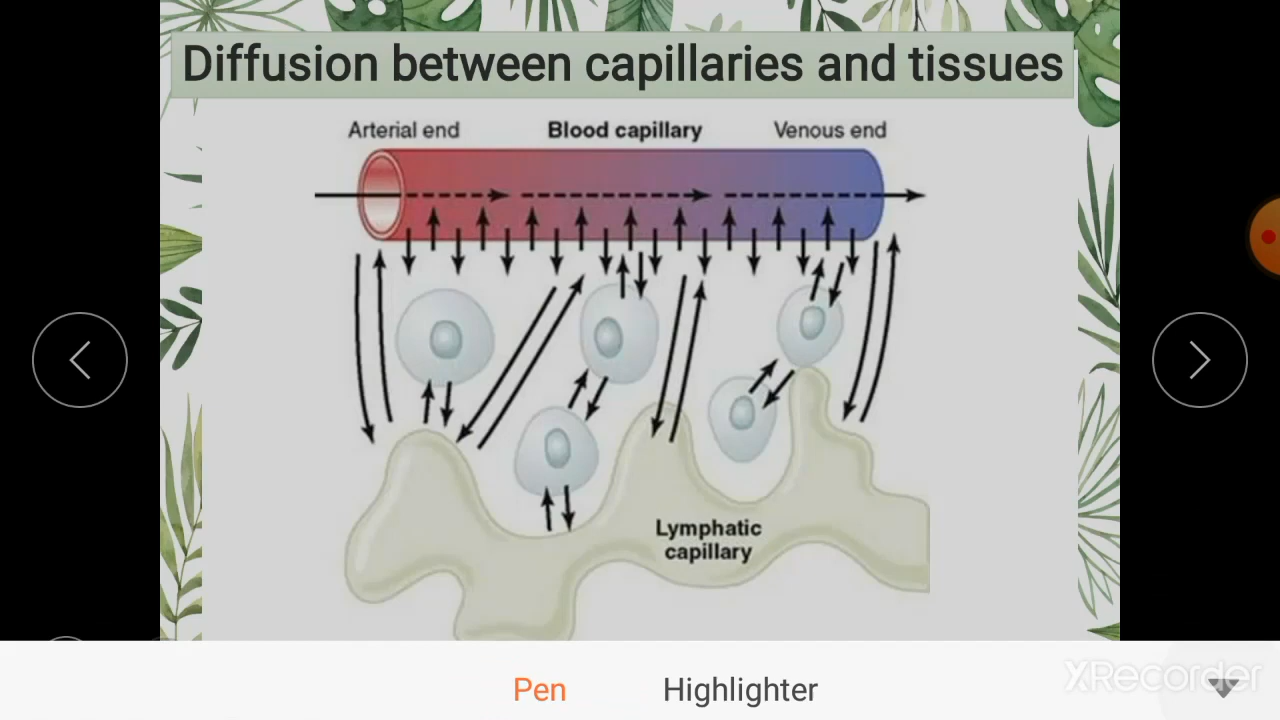 Diffusion between capillaries and tissues
Arterial end
Blood capillary
Venous end
Lymphatic
capillary
Pen
Highlighter
XRecorder